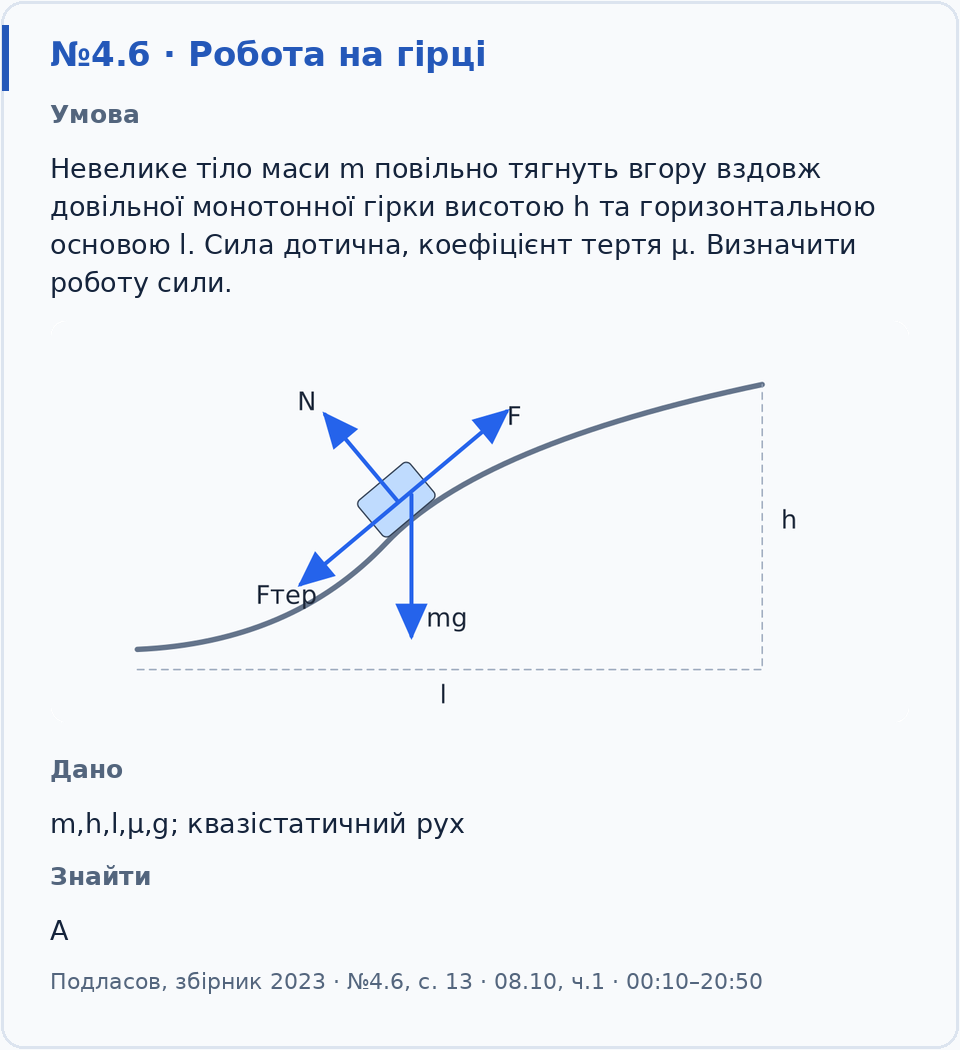 №4.6 · Робота на гірці
Умова
Невелике тіло маси m повільно тягнуть вгору вздовж
довільної монотонної гірки висотою h та горизонтальною
основою l. Сила дотична, коефіцієнт тертя μ. Визначити
роботу сили.
N
F
h
Fтер
mg
l
Дано
m,h,l,μ,g; квазістатичний рух
Знайти
A
Подласов, збірник 2023 · №4.6, с. 13 · 08.10, ч.1 · 00:10–20:50